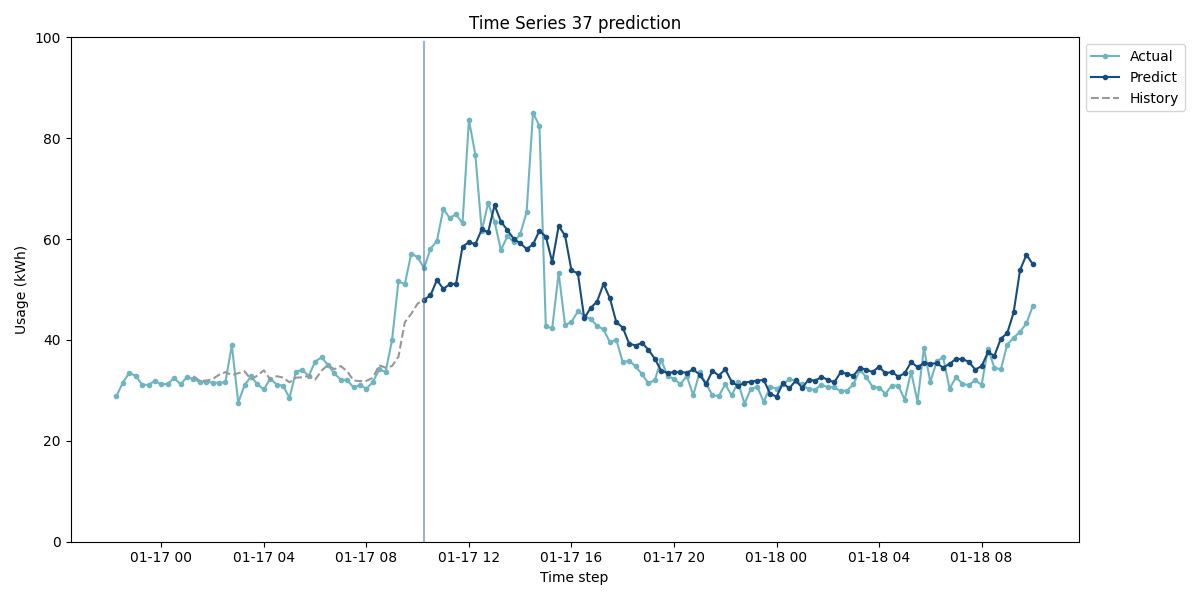 Time Series 37 prediction
100
80
60
40
20
0
Usage (kWh)
01-17 00 01-17 04 01-17 08 01-17 12 01-17 16 01-17 20 01-18 00 01-18 04 01-18 08
Time step
Actual
Predict
History